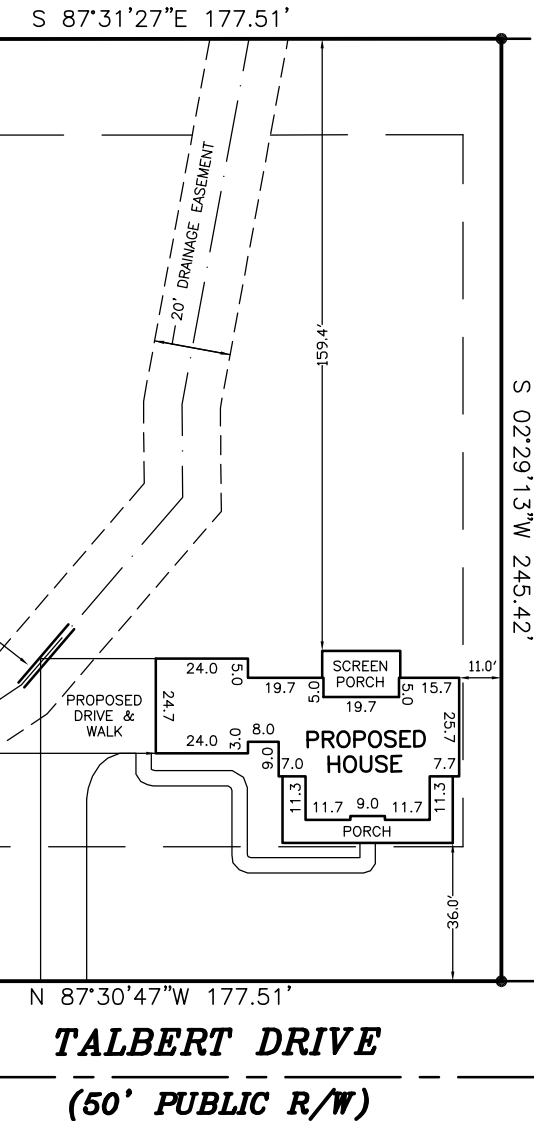 S 87°31'27"E 177.51'
20' DRAINAGE EASEMENT
159.4'
S 02°29'13"W 245.42'
24.0
5.0
19.7
5.0
SCREEN
PORCH
19.7
5.0
15.7
11.0'
PROPOSED
DRIVE &
WALK
24.7
24.0
3.0
8.0
9.0
7.0
PROPOSED
HOUSE
25.7
7.7
11.3
11.7
9.0
11.7
11.3
PORCH
36.0'
N 87°30'47"W 177.51'
TALBERT DRIVE
(50' PUBLIC R/W)